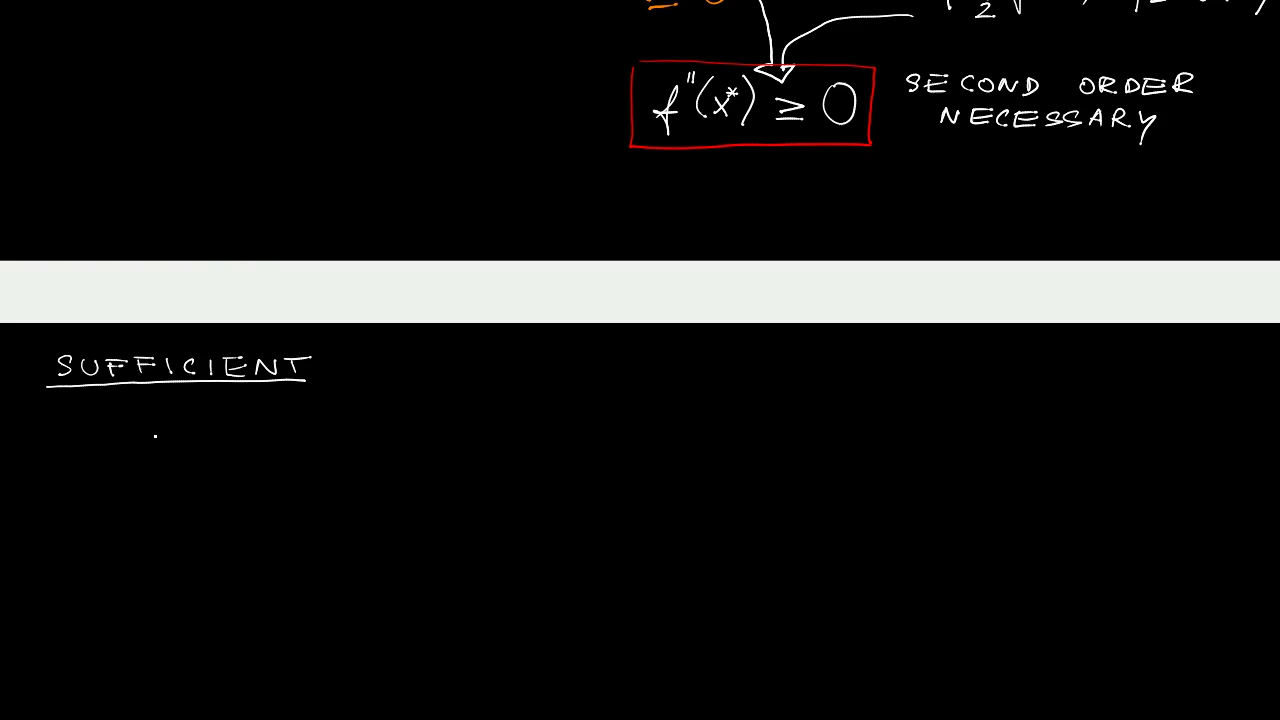 f''(x*) ≥ 0
SECOND ORDER
NECESSARY
SUFFICIENT